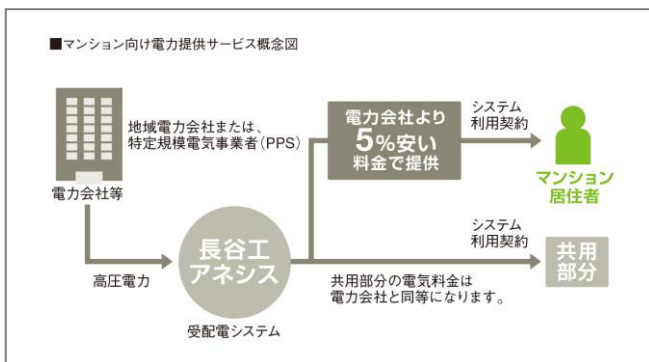 ■マンション向け電力提供サービス概念図
地域電力会社または、
特定規模電気事業者(PPS)
電力会社等
電力会社より
5%安い
料金で提供
システム
利用契約
マンション
居住者
高圧電力
長谷工
アネシス
受配電システム
共用部分の電気料金は
電力会社と同等になります。
システム
利用契約
共用
部分